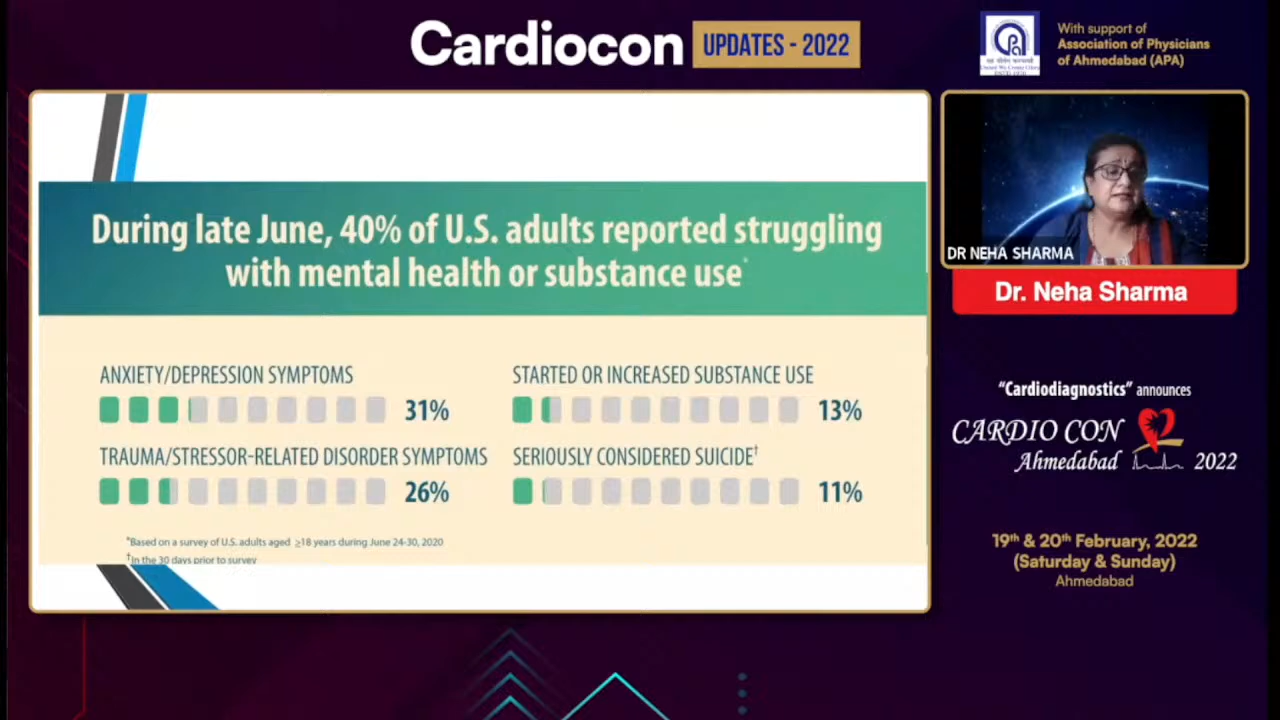 Cardiocon UPDATES - 2022
With support of
Association of Physicians
of Ahmedabad (APA)
During late June, 40% of U.S. adults reported struggling
with mental health or substance use*
ANXIETY/DEPRESSION SYMPTOMS
31%
STARTED OR INCREASED SUBSTANCE USE
13%
TRAUMA/STRESSOR-RELATED DISORDER SYMPTOMS
26%
SERIOUSLY CONSIDERED SUICIDE†
11%
*Based on a survey of U.S. adults aged ≥18 years during June 24-30, 2020
†In the 30 days prior to survey
DR NEHA SHARMA
Dr. Neha Sharma
“Cardiodiagnostics” announces
CARDIO CON
Ahmedabad 2022
19th & 20th February, 2022
(Saturday & Sunday)
Ahmedabad